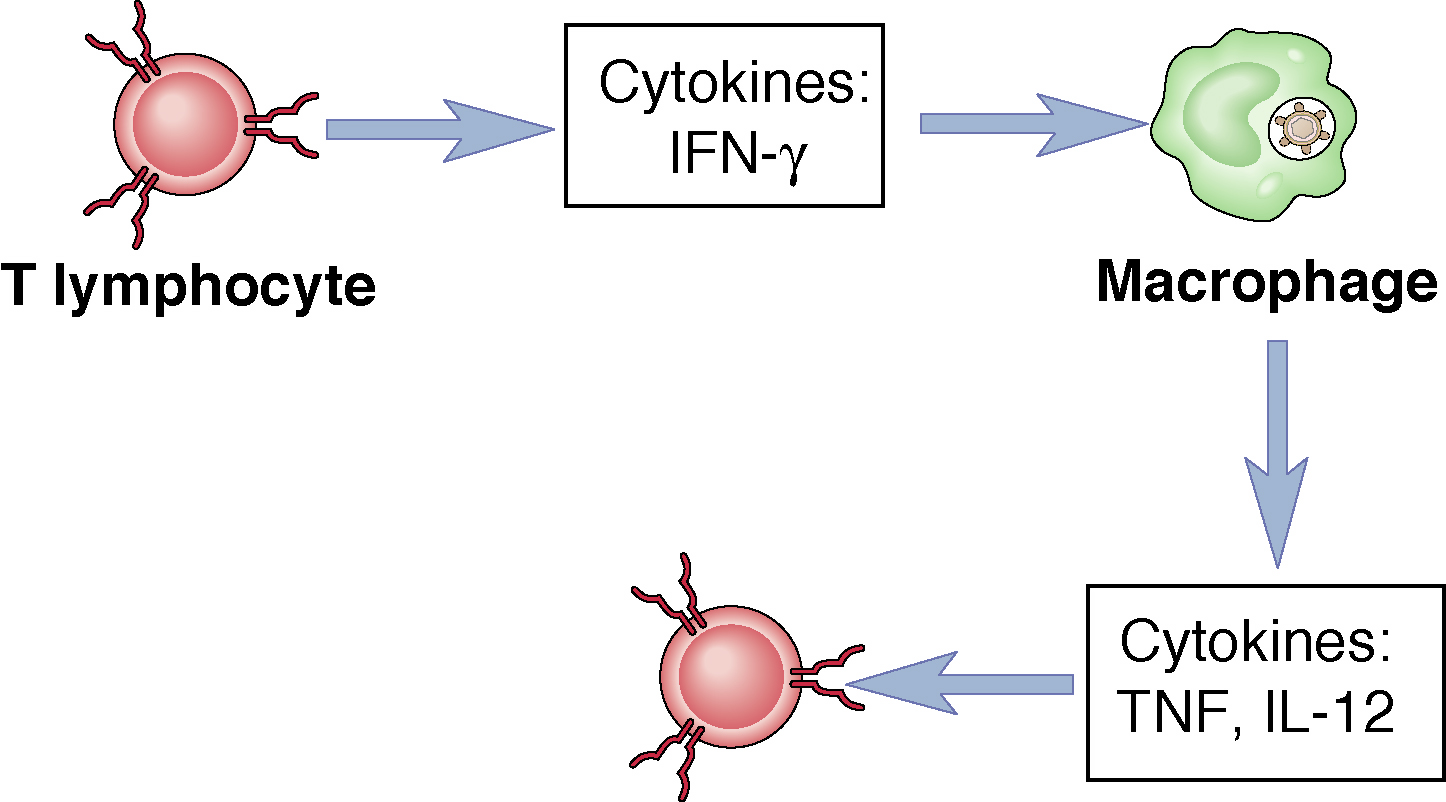 Cytokines:
IFN-γ
T lymphocyte
Macrophage
Cytokines:
TNF, IL-12